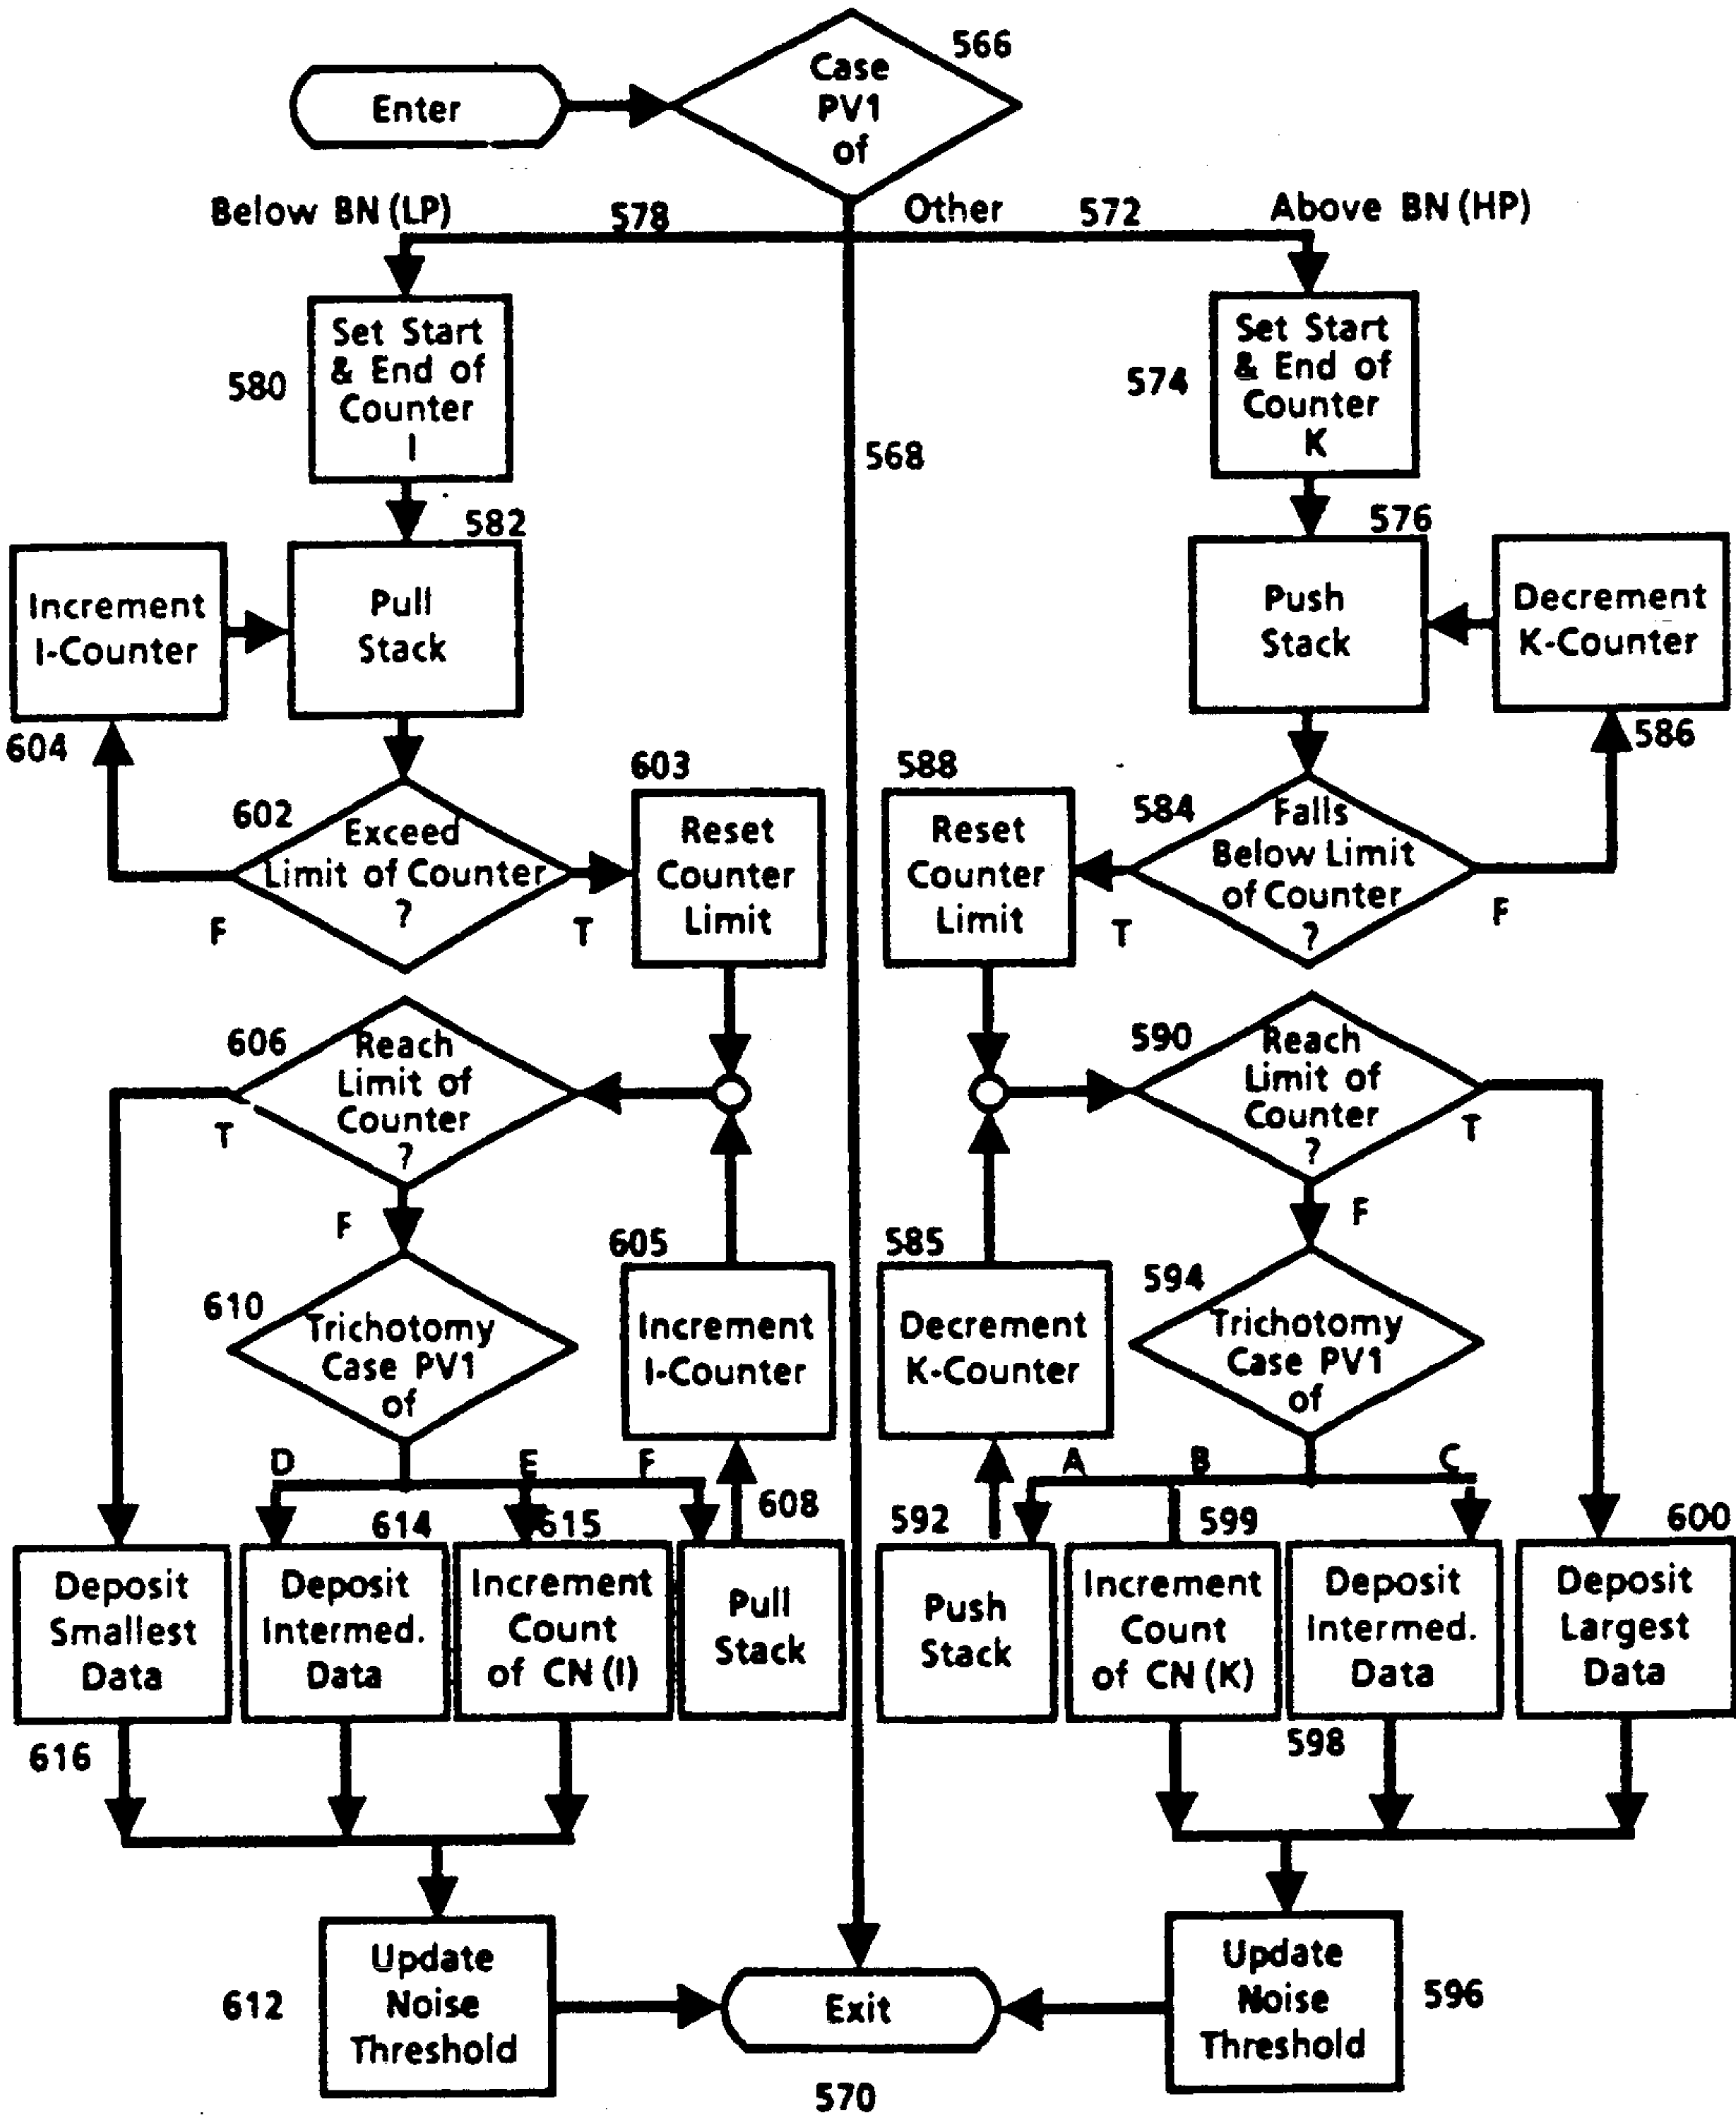 566
Case
PV1
of
Enter
Below BN (LP)
578
Other
572
Above BN (HP)
580
Set Start
& End of
Counter
I
574
Set Start
& End of
Counter
K
568
582
576
Increment
I-Counter
Pull
Stack
Push
Stack
Decrement
K-Counter
604
586
603
588
602
Exceed
Limit of Counter
?
F
T
Reset
Counter
Limit
Reset
Counter
Limit
584
Falls
Below Limit
of Counter
?
T
F
606
Reach
Limit of
Counter
?
T
F
590
Reach
Limit of
Counter
?
T
F
605
585
610
Trichotomy
Case PV1
of
Increment
I-Counter
Decrement
K-Counter
594
Trichotomy
Case PV1
of
D
E
F
A
B
C
614
615
608
592
599
600
Deposit
Smallest
Data
Deposit
Intermed.
Data
Increment
Count
of CN (I)
Pull
Stack
Push
Stack
Increment
Count
of CN (K)
Deposit
Intermed.
Data
Deposit
Largest
Data
616
598
612
Update
Noise
Threshold
Exit
Update
Noise
Threshold
596
570